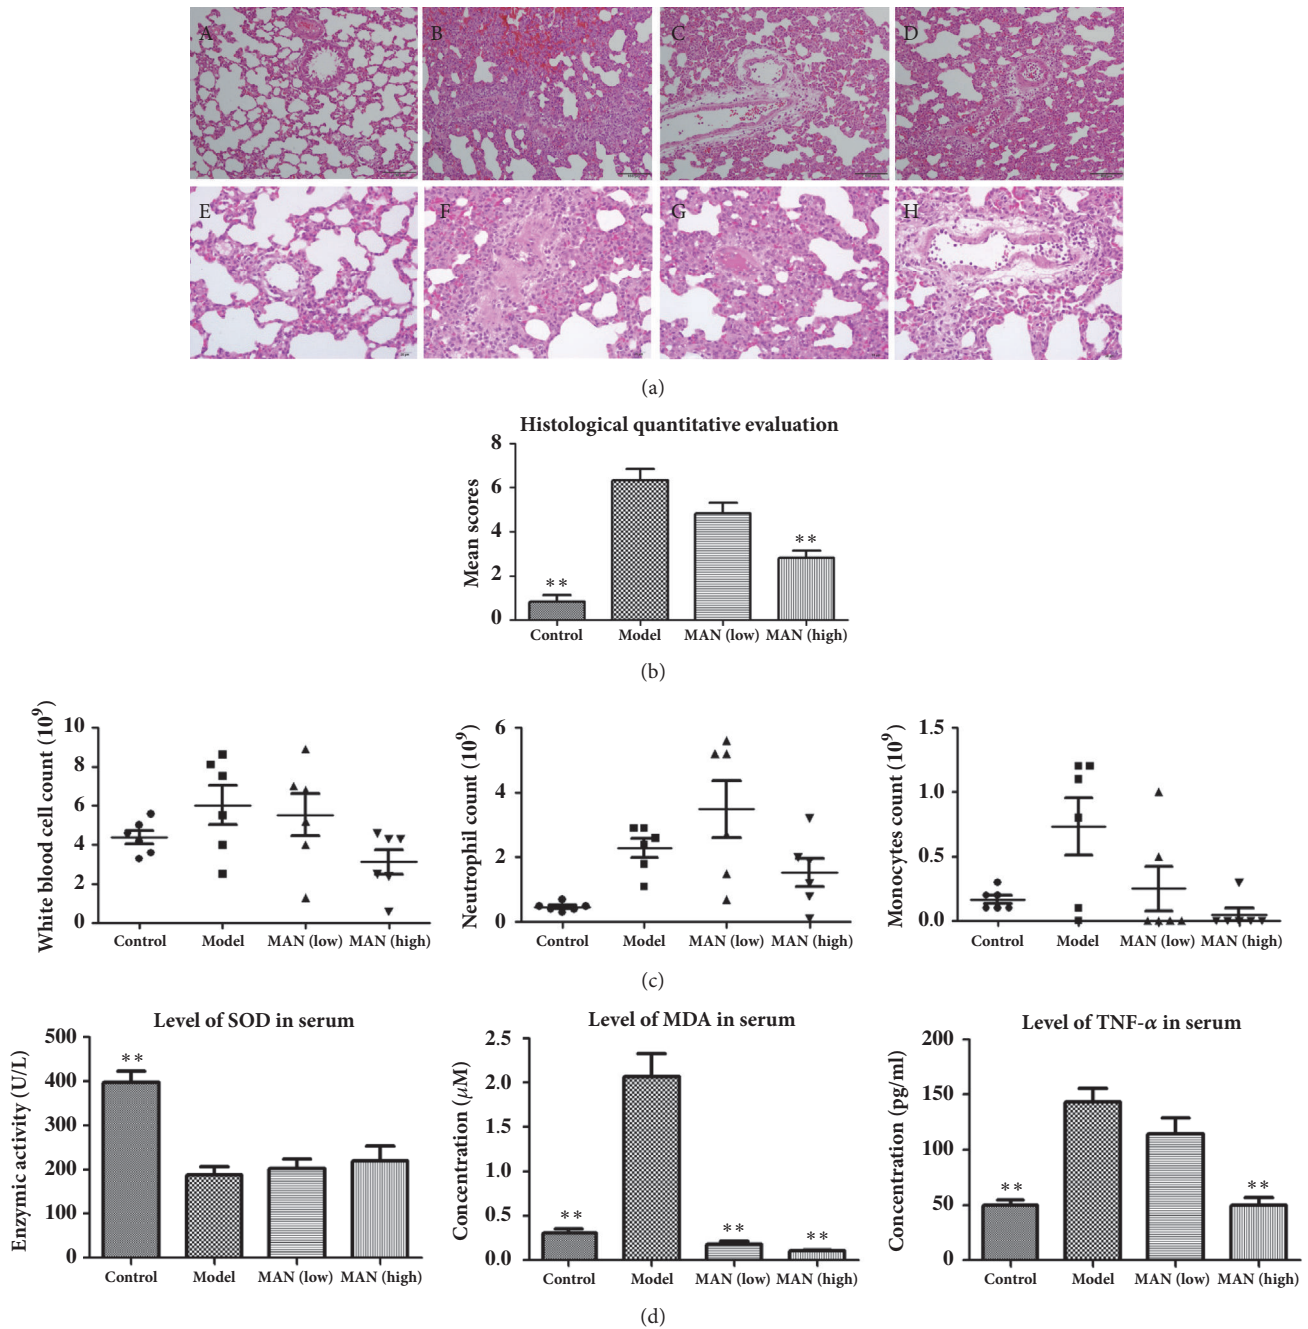 A B C D
E F G H
(a)
Histological quantitative evaluation
Mean scores
8
6
4
2
0
** **
Control Model MAN (low) MAN (high)
(b)
White blood cell count (10⁹)
10
8
6
4
2
0
Control Model MAN (low) MAN (high)
Neutrophil count (10⁹)
6
4
2
0
Control Model MAN (low) MAN (high)
Monocytes count (10⁹)
1.5
1.0
0.5
0.0
Control Model MAN (low) MAN (high)
(c)
Level of SOD in serum
Enzymic activity (U/L)
500
400
300
200
100
0
**
Control Model MAN (low) MAN (high)
Level of MDA in serum
Concentration (μM)
2.5
2.0
1.5
1.0
0.5
0.0
** ** **
Control Model MAN (low) MAN (high)
Level of TNF-α in serum
Concentration (pg/ml)
200
150
100
50
0
** **
Control Model MAN (low) MAN (high)
(d)